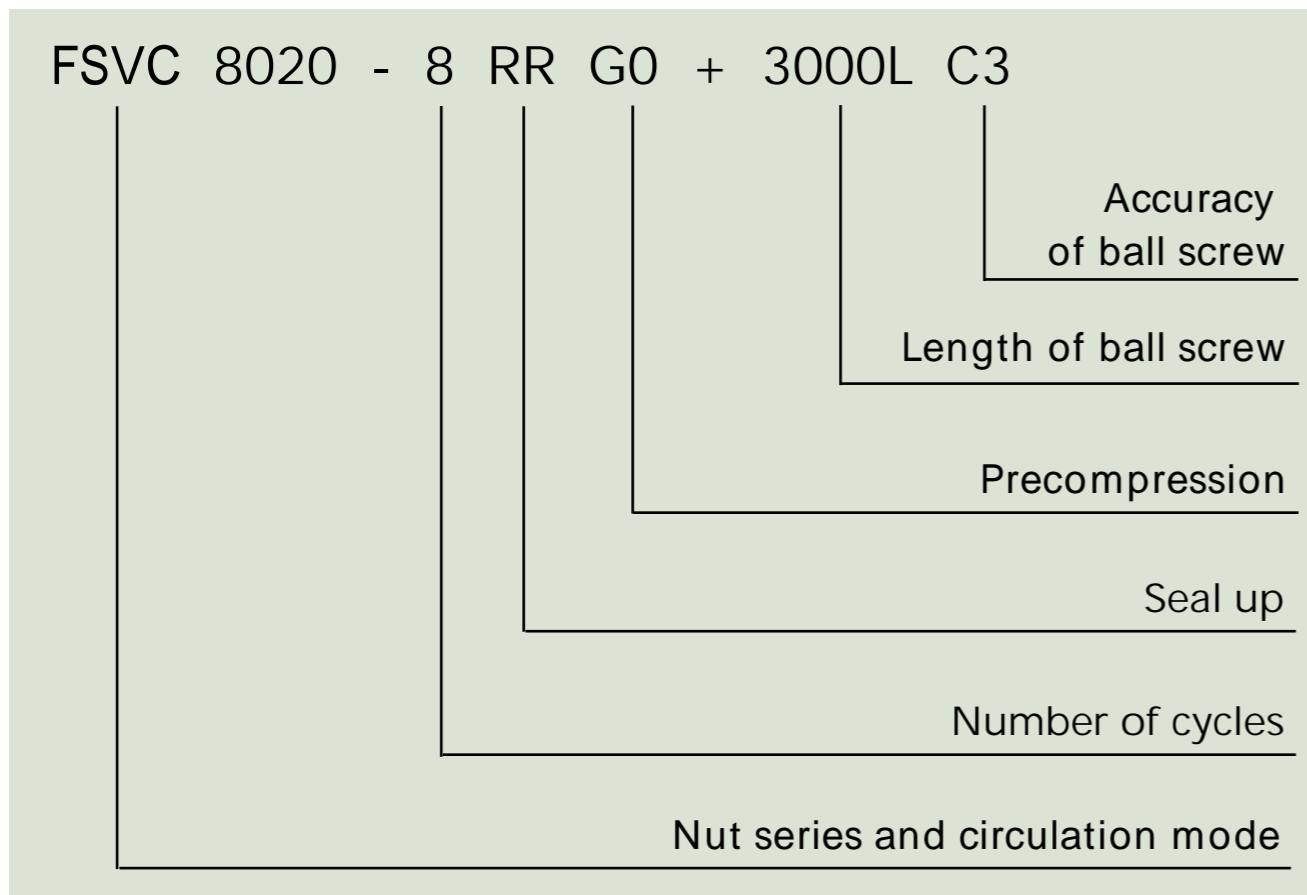 FSVC 8020 - 8 RR G0 + 3000L C3
Accuracy
of ball screw
Length of ball screw
Precompression
Seal up
Number of cycles
Nut series and circulation mode